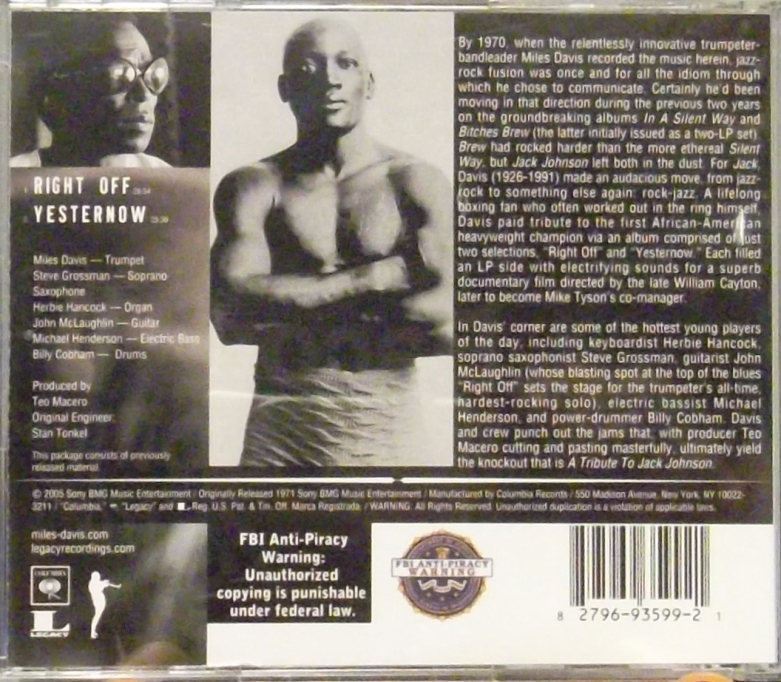 1. RIGHT OFF 26:54
2. YESTERNOW
Miles Davis — Trumpet
Steve Grossman — Soprano
Saxophone
Herbie Hancock — Organ
John McLaughlin — Guitar
Michael Henderson — Electric Bass
Billy Cobham — Drums
Produced by
Teo Macero
Original Engineer:
Stan Tonkel
This package consists of previously
released material.
By 1970, when the relentlessly innovative trumpeter-
bandleader Miles Davis recorded the music herein, jazz-
rock fusion was once and for all the idiom through
which he chose to communicate. Certainly he'd been
moving in that direction during the previous two years
on the groundbreaking albums In A Silent Way and
Bitches Brew (the latter initially issued as a two-LP set).
Brew had rocked harder than the more ethereal Silent
Way, but Jack Johnson left both in the dust. For Jack,
Davis (1926-1991) made an audacious move, from jazz-
rock to something else again: rock-jazz. A lifelong
boxing fan who often worked out in the ring himself,
Davis paid tribute to the first African-American
heavyweight champion via an album comprised of just
two selections, "Right Off" and "Yesternow." Each filled
an LP side with electrifying sounds for a superb
documentary film directed by the late William Cayton,
later to become Mike Tyson's co-manager.
In Davis' corner are some of the hottest young players
of the day, including keyboardist Herbie Hancock,
soprano saxophonist Steve Grossman, guitarist John
McLaughlin (whose blasting spot at the top of the blues
"Right Off" sets the stage for the trumpeter's all-time,
hardest-rocking solo), electric bassist Michael
Henderson, and power-drummer Billy Cobham. Davis
and crew punch out the jams that, with producer Teo
Macero cutting and pasting masterfully, ultimately yield
the knockout that is A Tribute To Jack Johnson.
© 2005 Sony BMG Music Entertainment / Originally Released 1971 Sony BMG Music Entertainment / Manufactured by Columbia Records / 550 Madison Avenue, New York, NY 10022-
3211 / "Columbia," "Legacy" and Reg. U.S. Pat. & Tm. Off. Marca Registrada. / WARNING: All Rights Reserved. Unauthorized duplication is a violation of applicable laws.
miles-davis.com
legacyrecordings.com
COLUMBIA
L
LEGACY
FBI Anti-Piracy
Warning:
Unauthorized
copying is punishable
under federal law.
FBI ANTI-PIRACY
WARNING
8 2796-93599-2 1